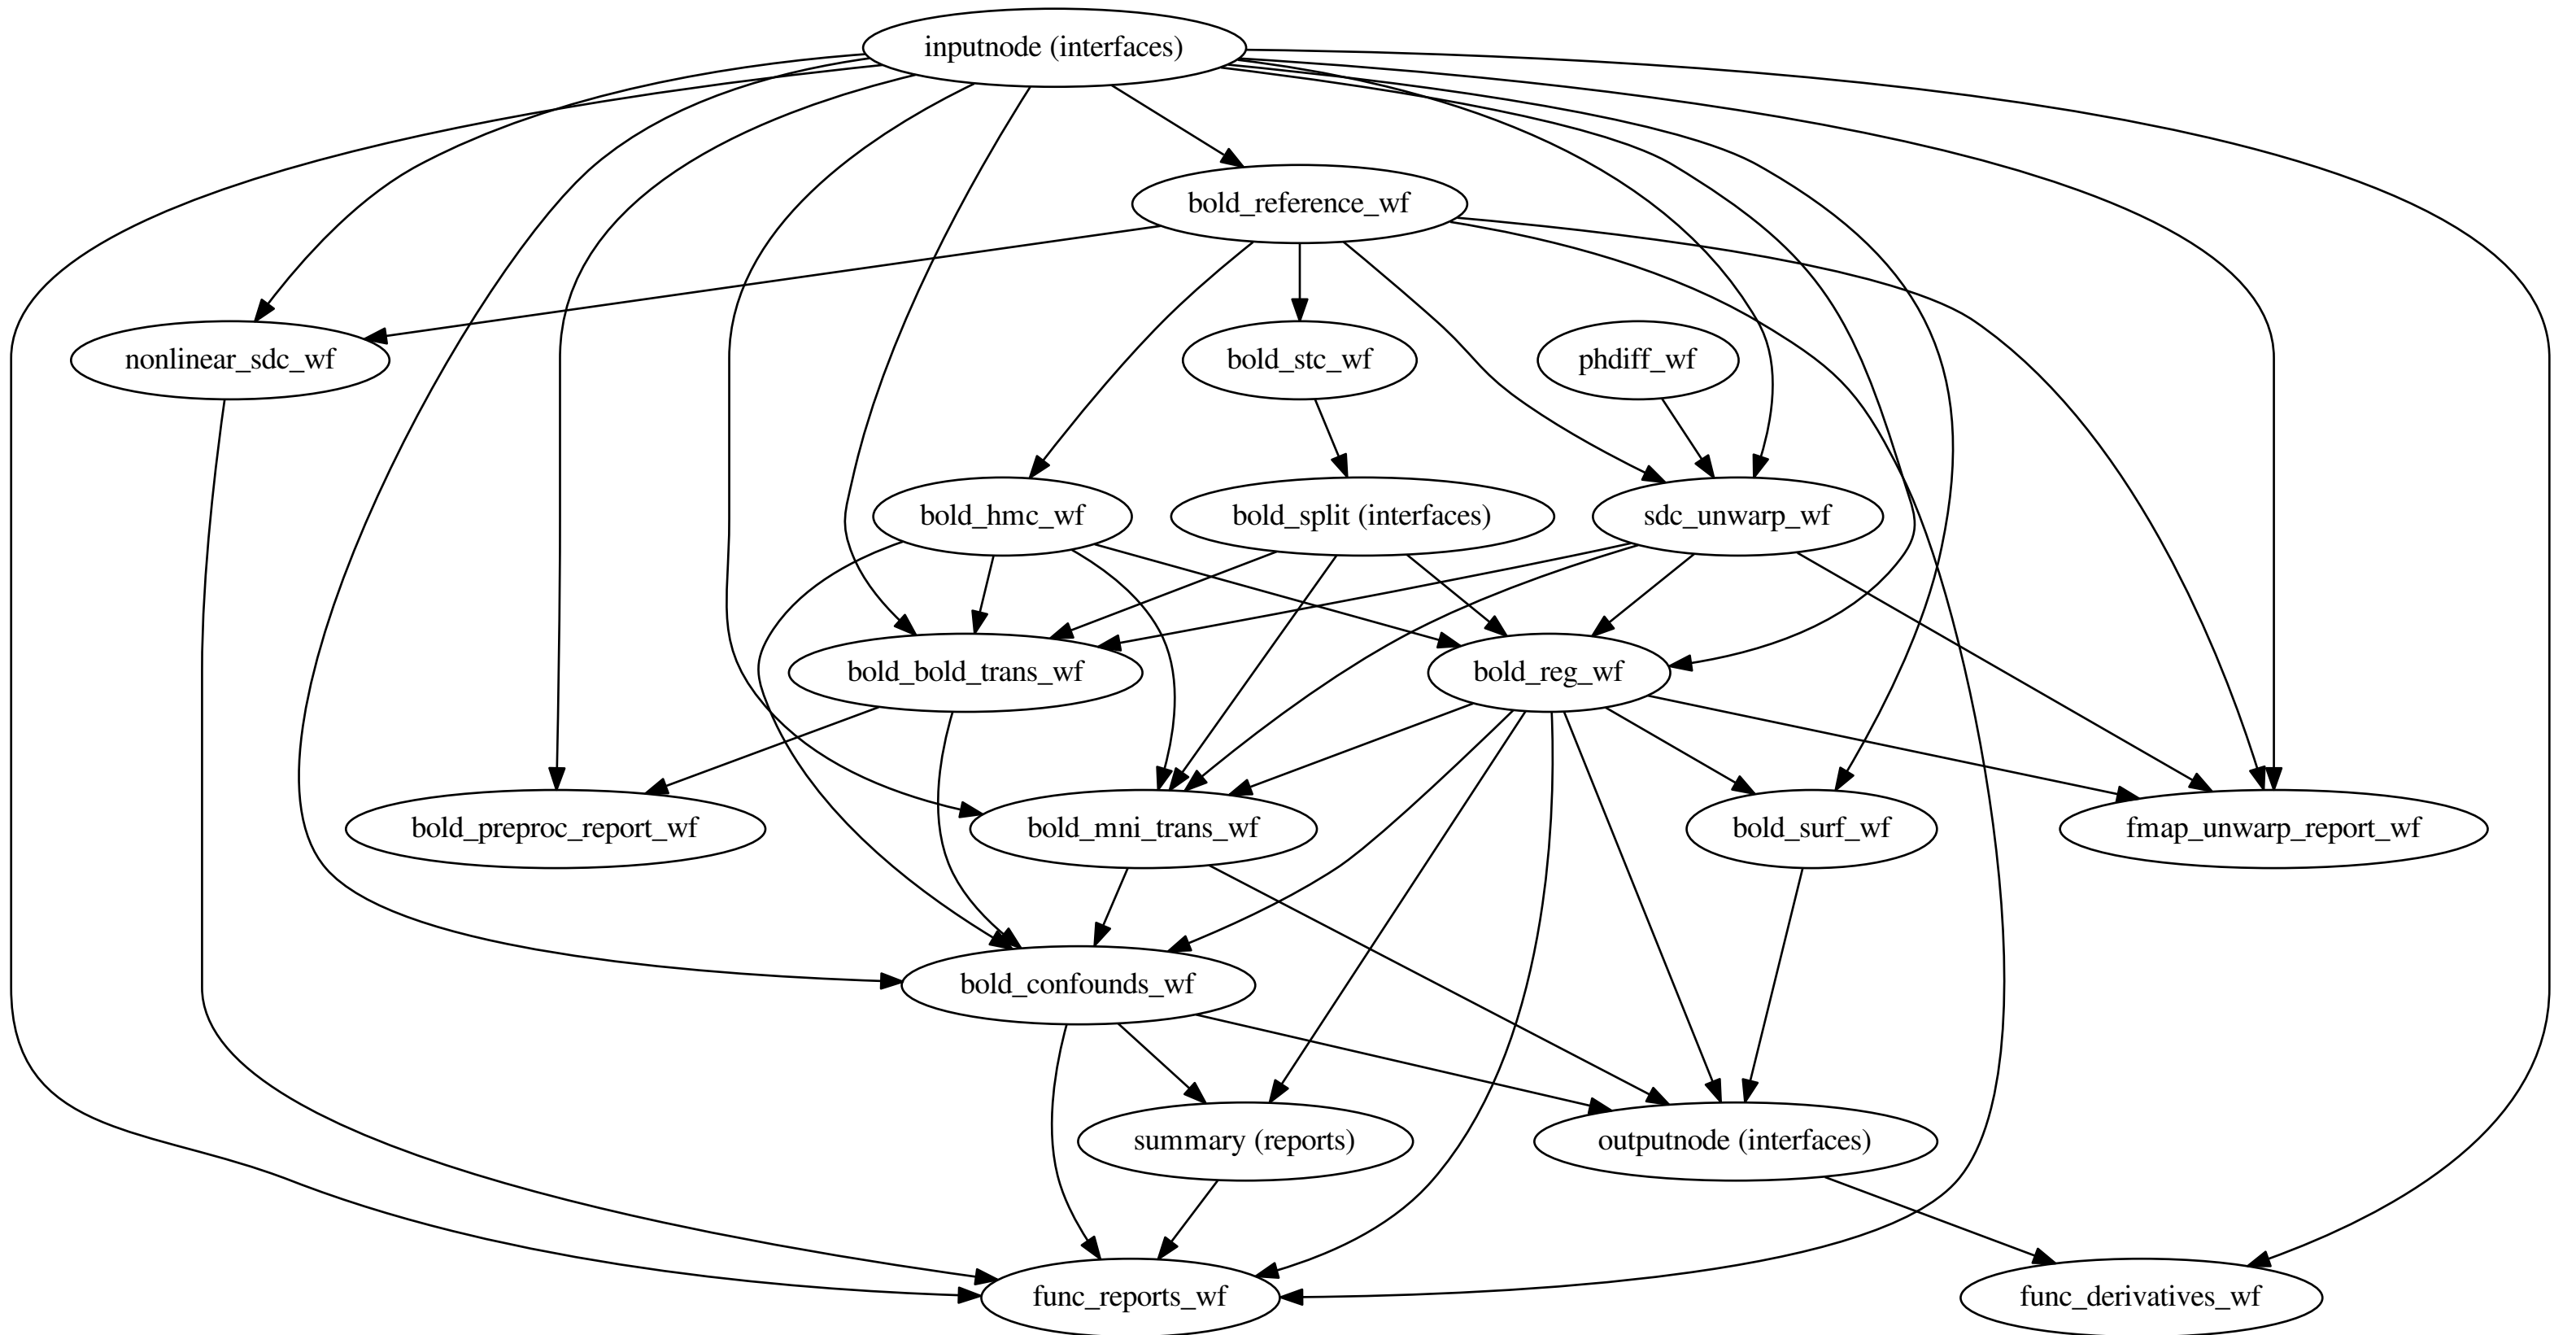 inputnode (interfaces)
bold_reference_wf
nonlinear_sdc_wf
bold_stc_wf
phdiff_wf
bold_hmc_wf
bold_split (interfaces)
sdc_unwarp_wf
bold_bold_trans_wf
bold_reg_wf
bold_preproc_report_wf
bold_mni_trans_wf
bold_surf_wf
fmap_unwarp_report_wf
bold_confounds_wf
summary (reports)
outputnode (interfaces)
func_reports_wf
func_derivatives_wf